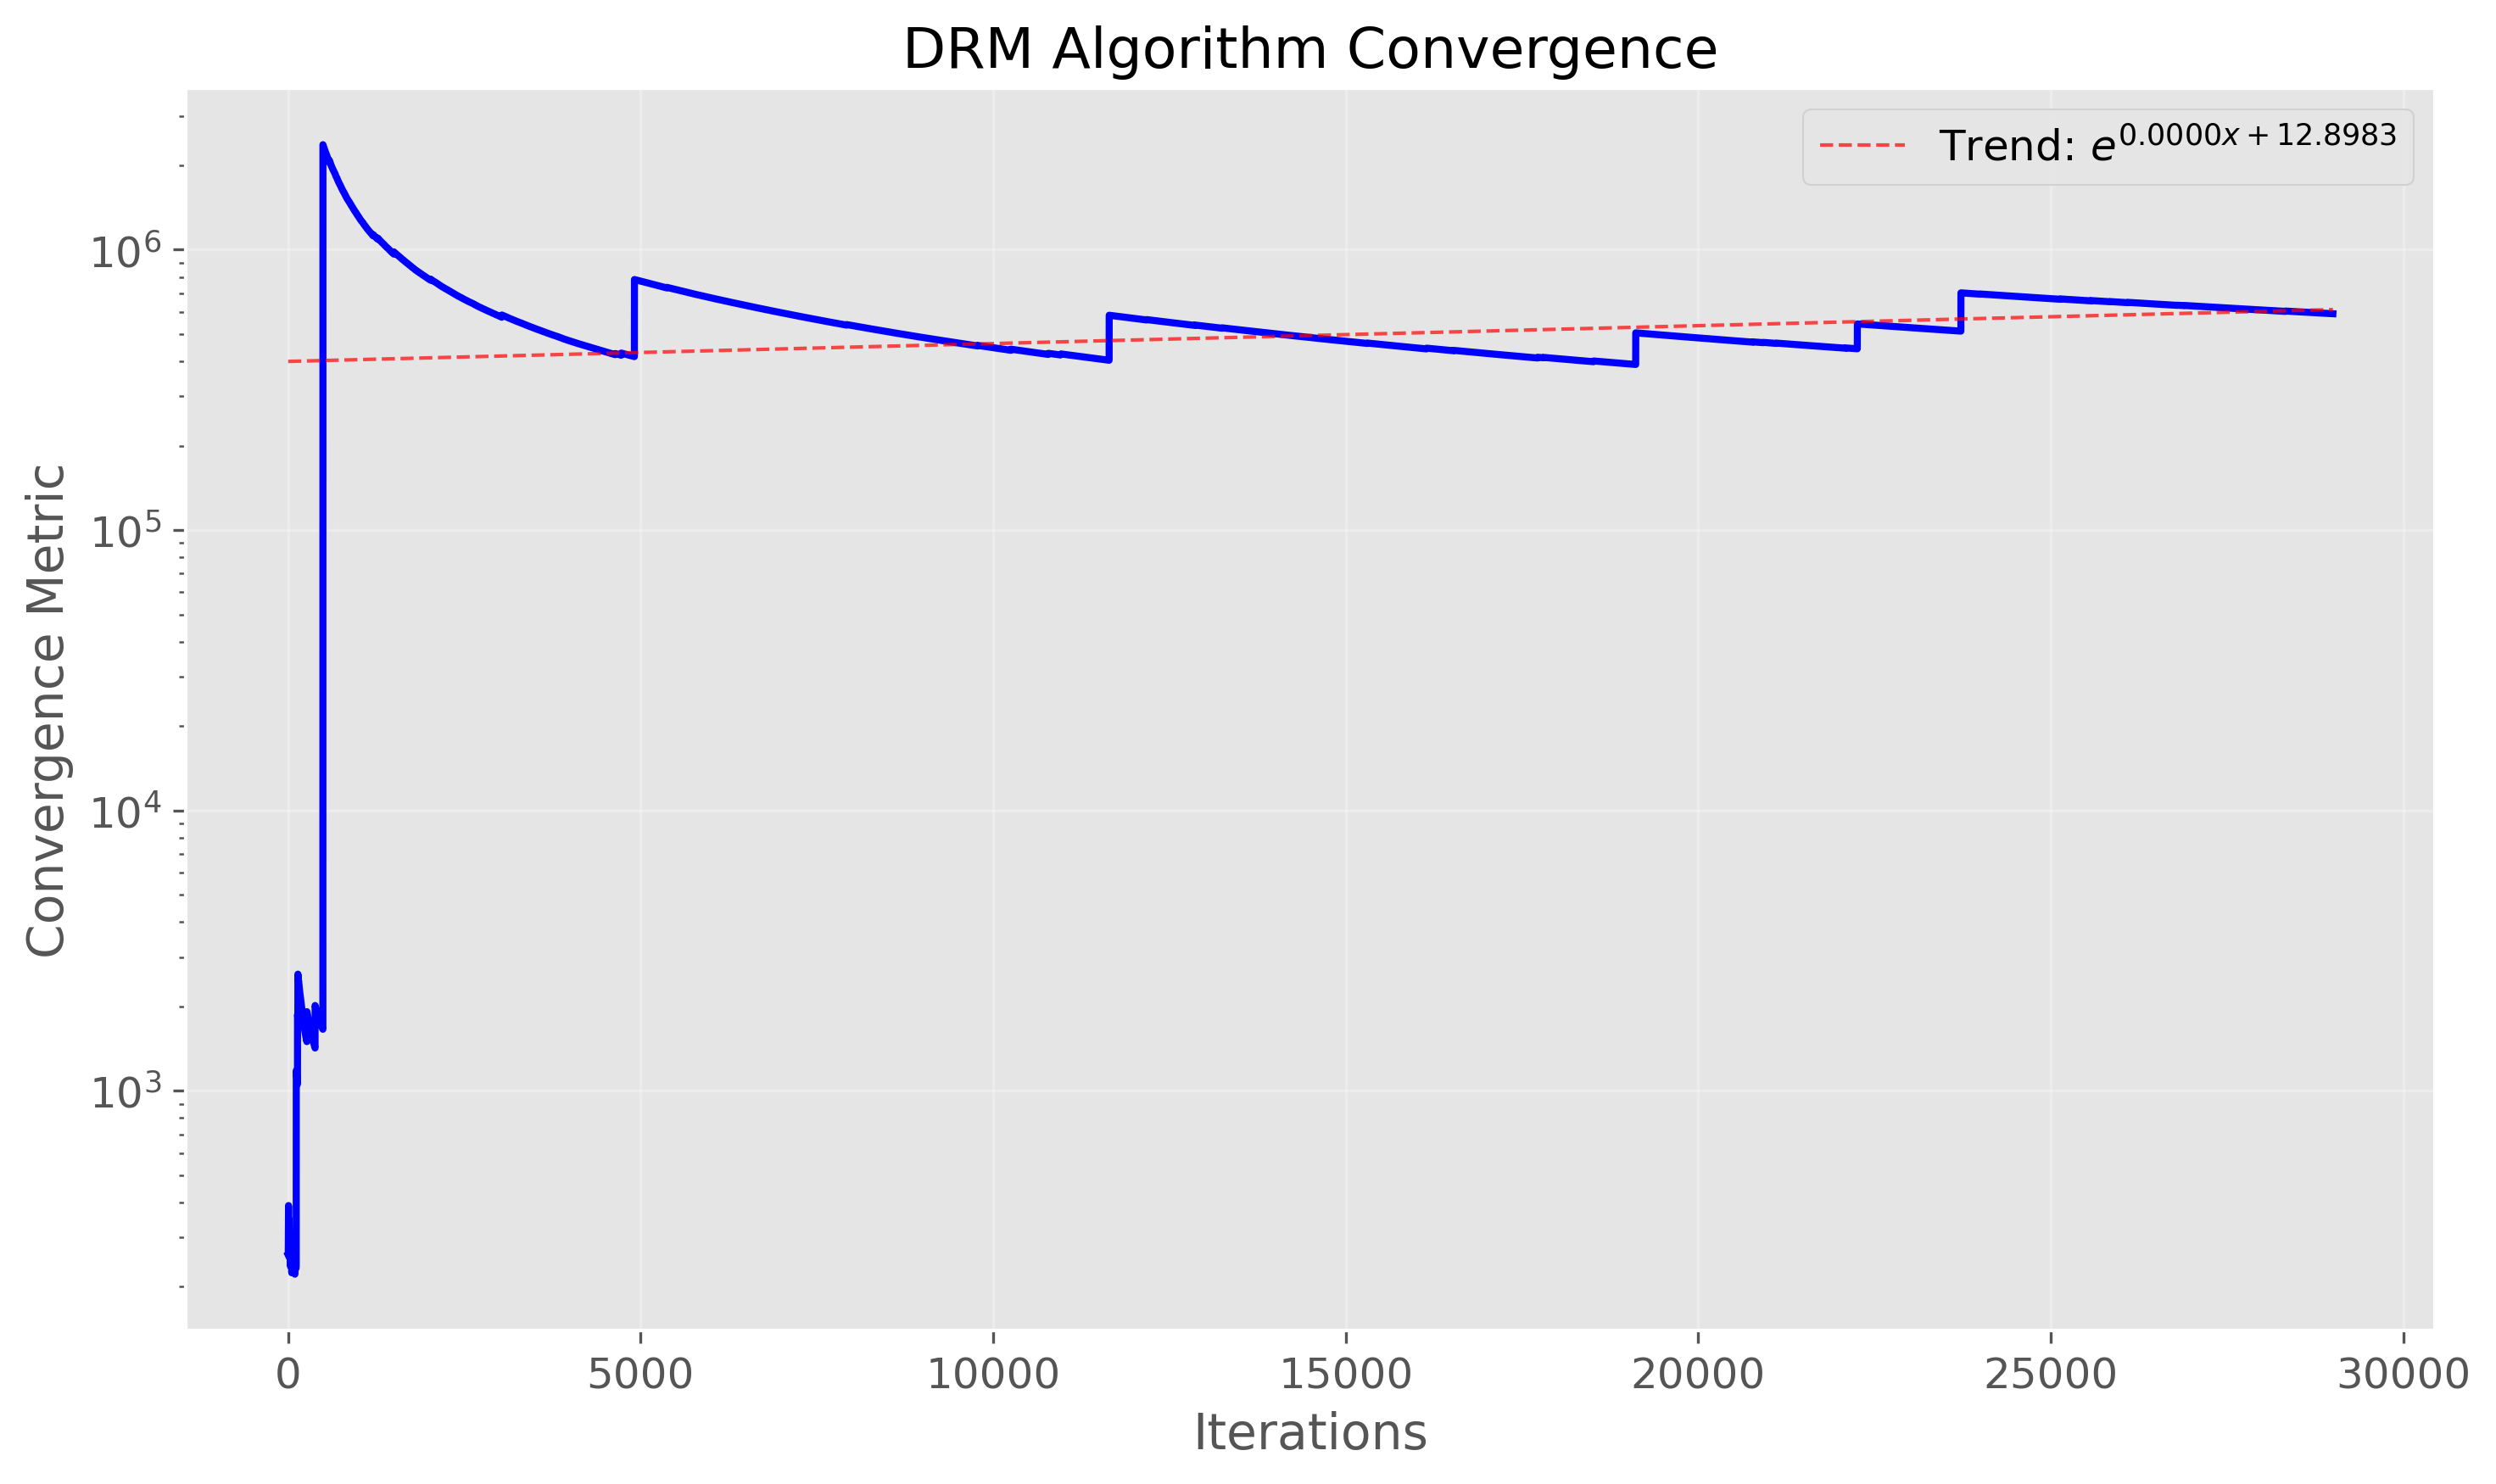 DRM Algorithm Convergence
Trend: e^{0.0000x + 12.8983}
Convergence Metric
10^6
10^5
10^4
10^3
0 5000 10000 15000 20000 25000 30000
Iterations